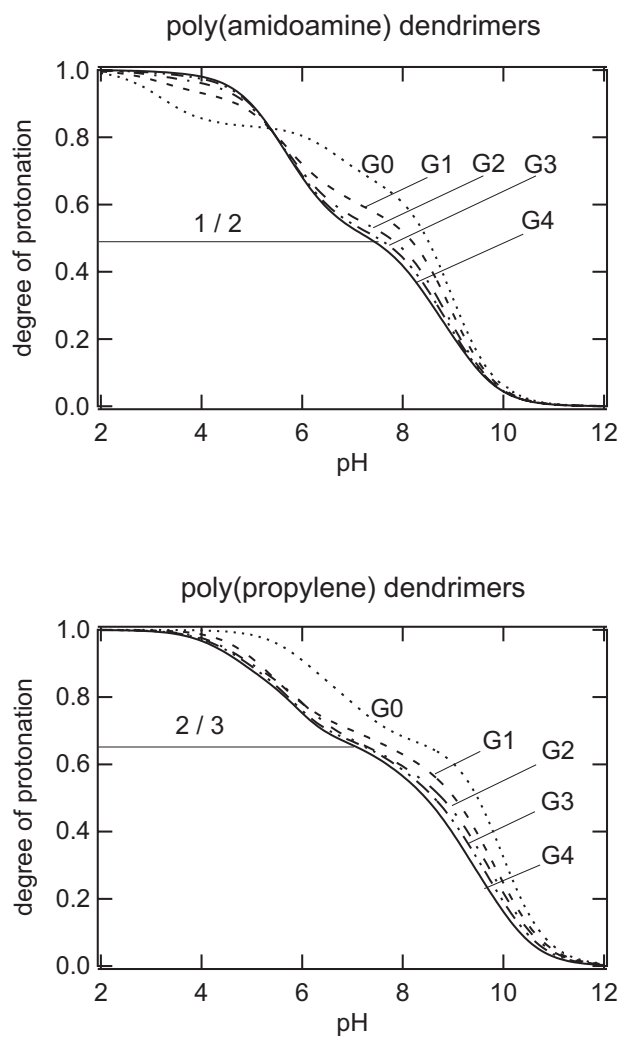 poly(amidoamine) dendrimers
1.0
0.8
0.6
0.4
0.2
0.0
degree of protonation
1 / 2
G0
G1
G2
G3
G4
2
4
6
8
10
12
pH
poly(propylene) dendrimers
1.0
0.8
0.6
0.4
0.2
0.0
degree of protonation
2 / 3
G0
G1
G2
G3
G4
2
4
6
8
10
12
pH